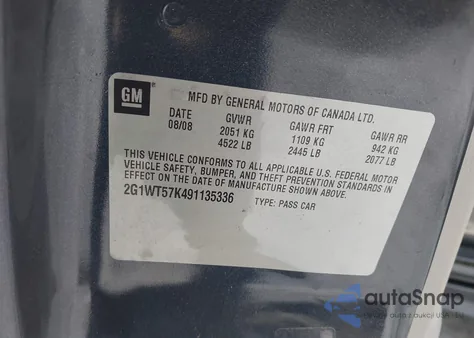 GM
MFD BY GENERAL MOTORS OF CANADA LTD.
DATE GVWR GAWR FRT GAWR RR
08/08 2051 KG 1109 KG 942 KG
4522 LB 2445 LB 2077 LB
THIS VEHICLE CONFORMS TO ALL APPLICABLE U.S. FEDERAL MOTOR
VEHICLE SAFETY, BUMPER, AND THEFT PREVENTION STANDARDS IN
EFFECT ON THE DATE OF MANUFACTURE SHOWN ABOVE.
2G1WT57K491135336 TYPE: PASS CAR
autoSnap